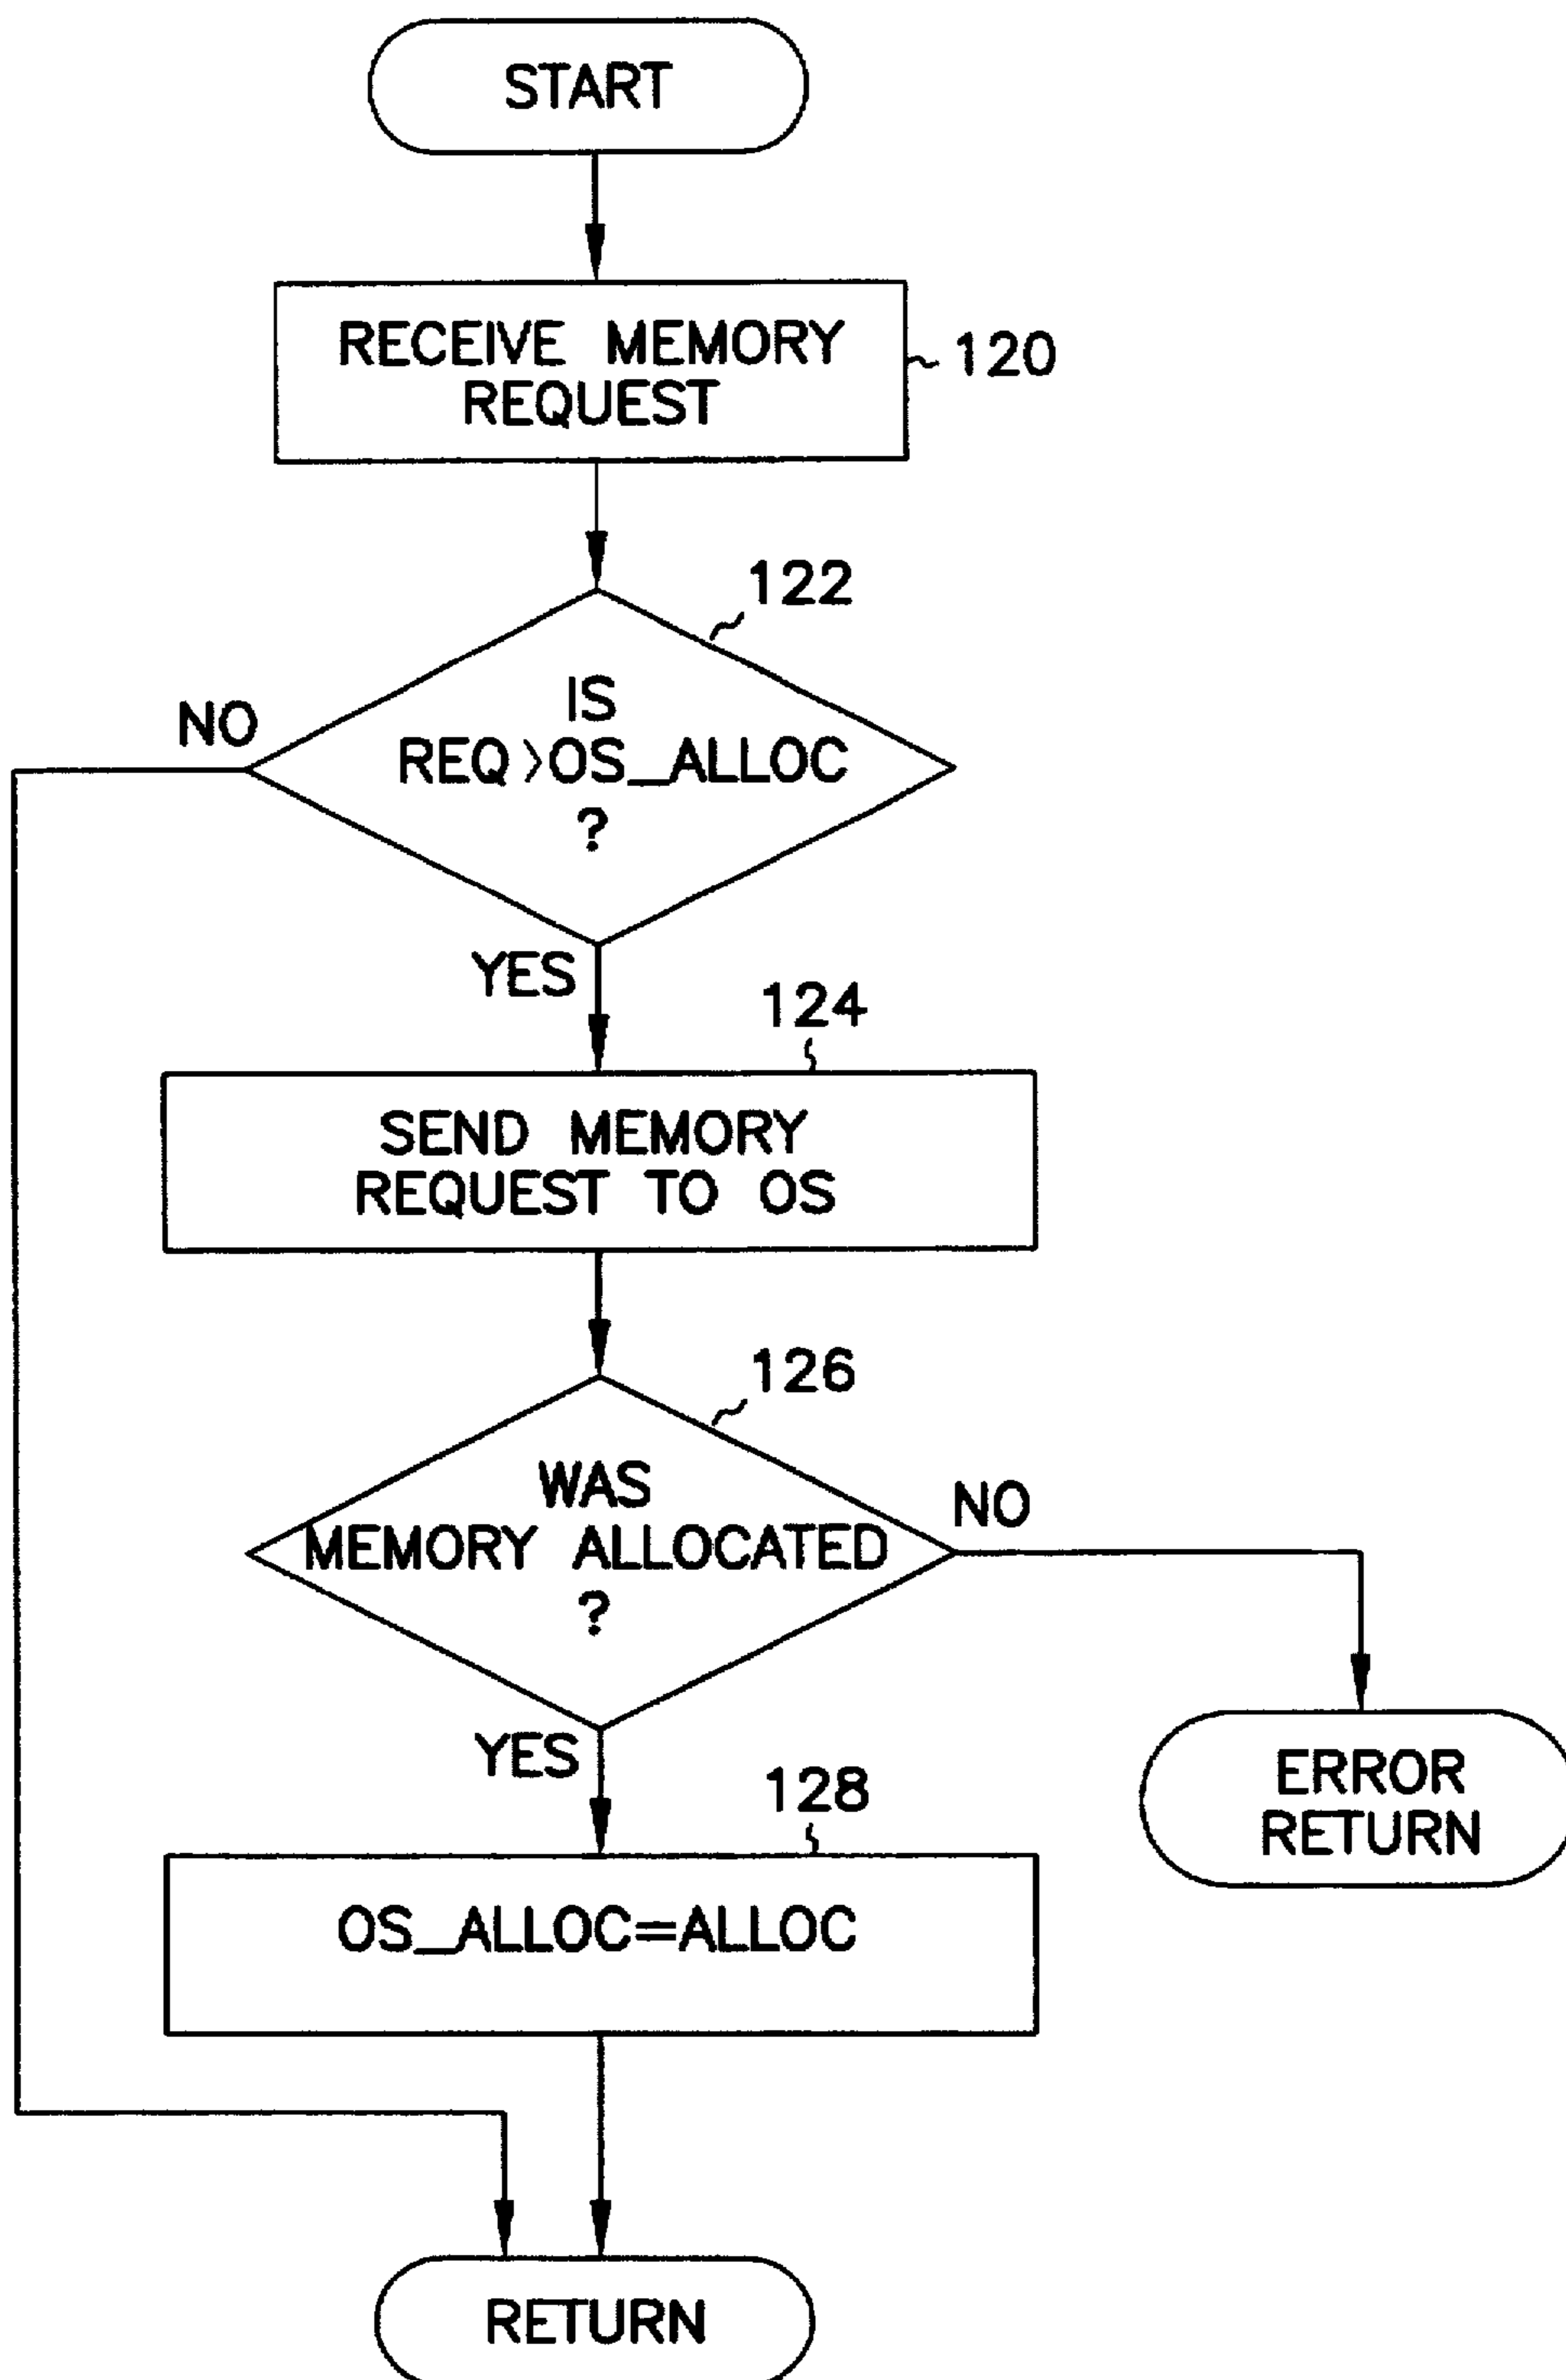 START
RECEIVE MEMORY
REQUEST
120
122
IS
REQ>OS_ALLOC
?
NO
YES
124
SEND MEMORY
REQUEST TO OS
126
WAS
MEMORY ALLOCATED
?
NO
YES
128
OS_ALLOC=ALLOC
ERROR
RETURN
RETURN